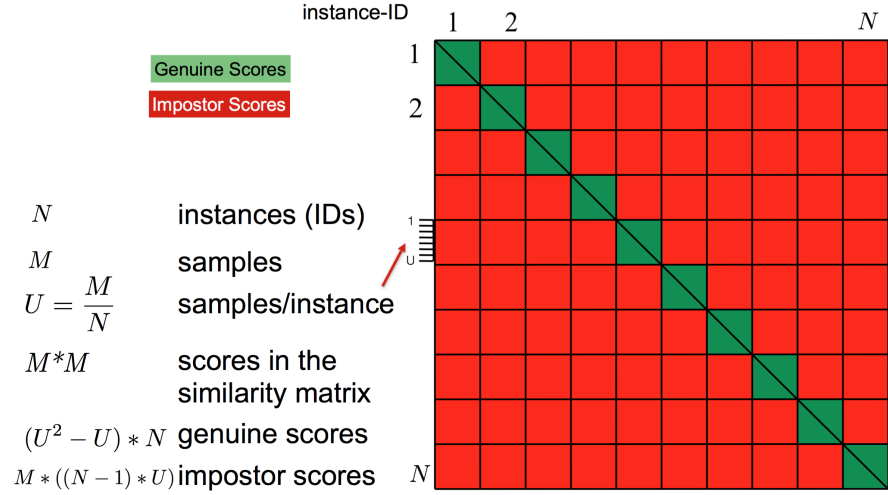 instance-ID
1 2 N
Genuine Scores
Impostor Scores
1
2
N instances (IDs)
1
U
M samples
U = M/N samples/instance
M*M scores in the
similarity matrix
(U² − U) ∗ N genuine scores
M ∗ ((N − 1) ∗ U) impostor scores
N